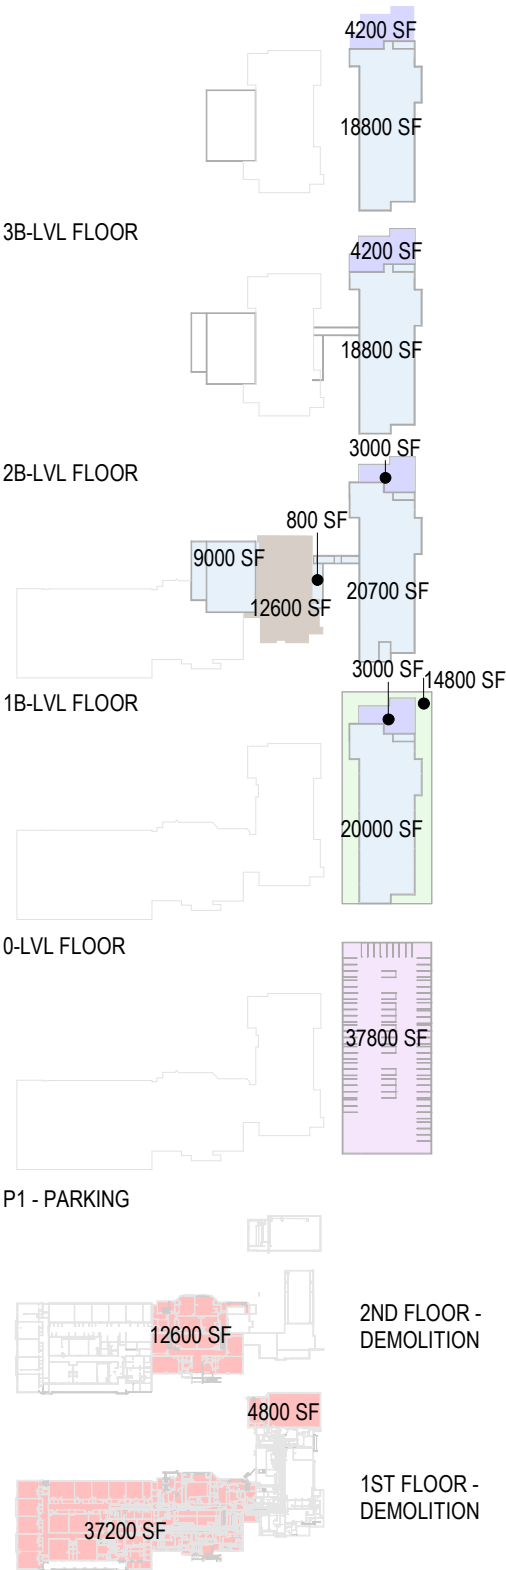 4200 SF
18800 SF
3B-LVL FLOOR
4200 SF
18800 SF
2B-LVL FLOOR
3000 SF
800 SF
9000 SF
12600 SF
20700 SF
1B-LVL FLOOR
3000 SF
14800 SF
20000 SF
0-LVL FLOOR
37800 SF
P1 - PARKING
12600 SF
2ND FLOOR -
DEMOLITION
4800 SF
37200 SF
1ST FLOOR -
DEMOLITION